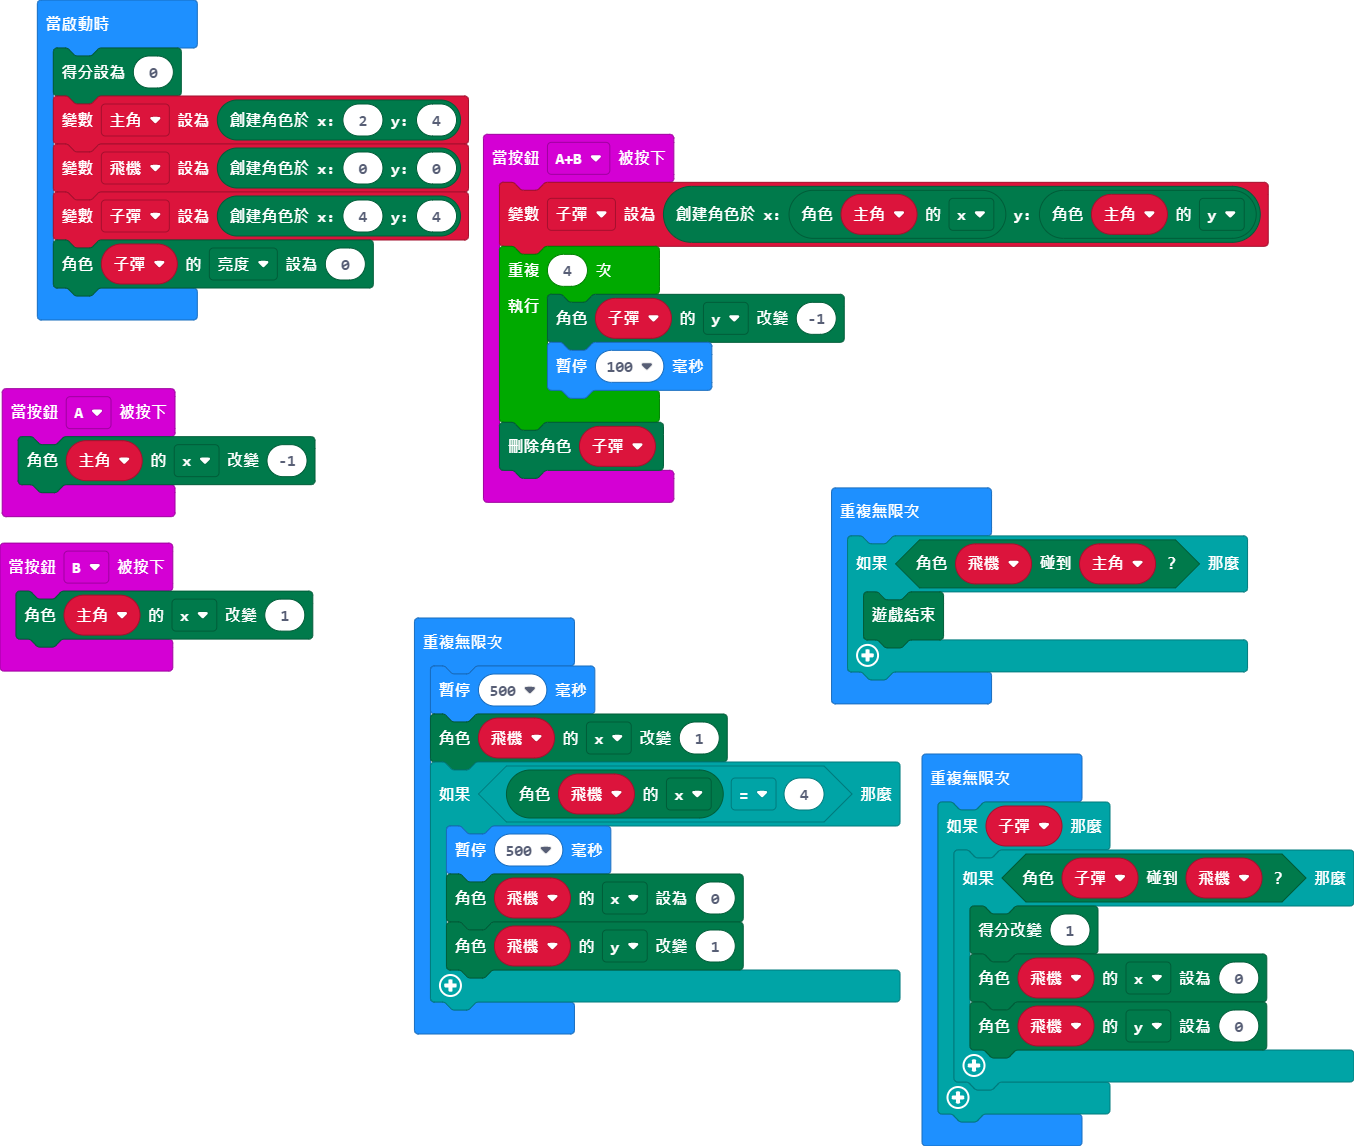 當啟動時
得分設為 0
變數 主角 設為 創建角色於 x: 2 y: 4
變數 飛機 設為 創建角色於 x: 0 y: 0
變數 子彈 設為 創建角色於 x: 4 y: 4
角色 子彈 的 亮度 設為 0
當按鈕 A+B 被按下
變數 子彈 設為 創建角色於 x: 角色 主角 的 x y: 角色 主角 的 y
重複 4 次
執行
角色 子彈 的 y 改變 -1
暫停 100 毫秒
刪除角色 子彈
當按鈕 A 被按下
角色 主角 的 x 改變 -1
當按鈕 B 被按下
角色 主角 的 x 改變 1
重複無限次
如果 角色 飛機 碰到 主角 ? 那麼
遊戲結束
重複無限次
暫停 500 毫秒
角色 飛機 的 x 改變 1
如果 角色 飛機 的 x = 4 那麼
暫停 500 毫秒
角色 飛機 的 x 設為 0
角色 飛機 的 y 改變 1
重複無限次
如果 子彈 那麼
如果 角色 子彈 碰到 飛機 ? 那麼
得分改變 1
角色 飛機 的 x 設為 0
角色 飛機 的 y 設為 0